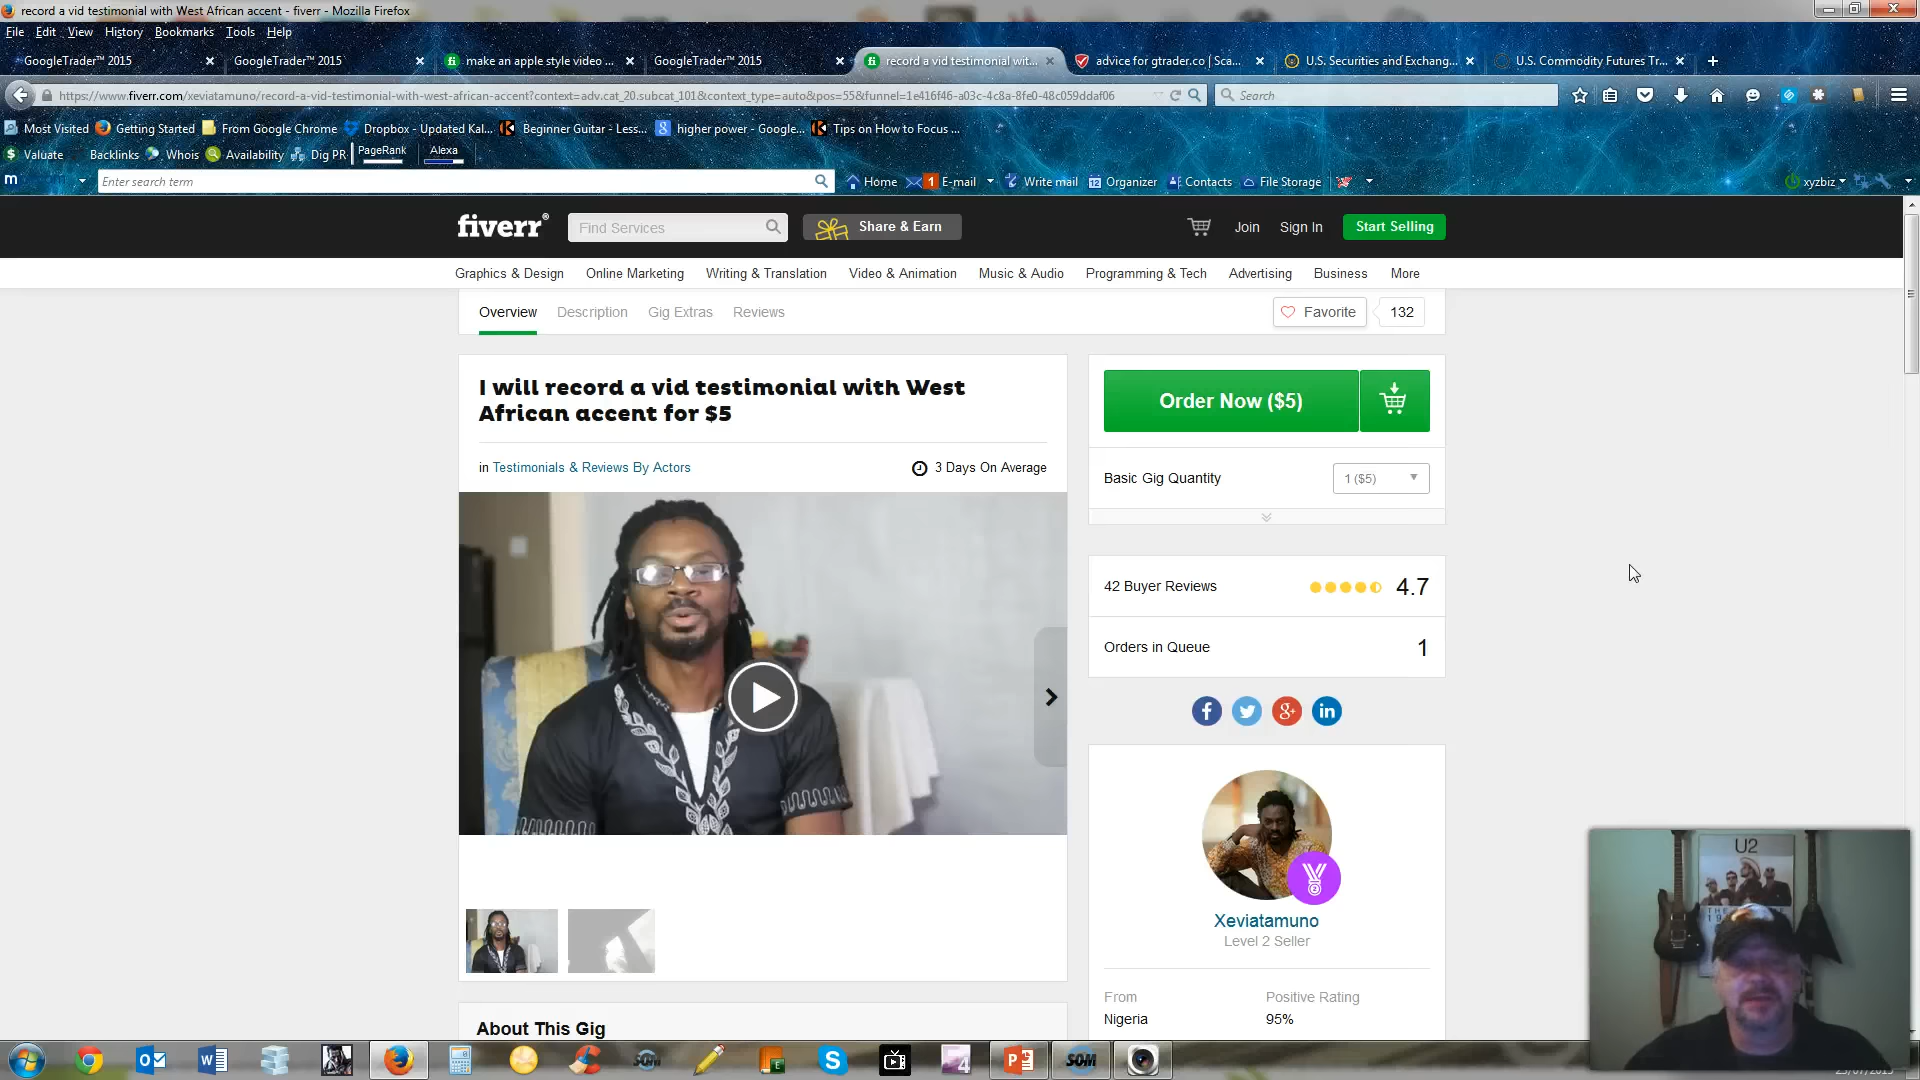 record a vid testimonial with West African accent - fiverr - Mozilla Firefox
File Edit View History Bookmarks Tools Help
GoogleTrader™ 2015
GoogleTrader™ 2015
make an apple style video ...
GoogleTrader™ 2015
record a vid testimonial wit...
advice for gtrader.co | Sca...
U.S. Securities and Exchang...
U.S. Commodity Futures Tr...
https://www.fiverr.com/xeviatamuno/record-a-vid-testimonial-with-west-african-accent?context=adv.cat_20.subcat_101&context_type=auto&pos=55&funnel=1e416f46-a03c-4c8a-8fe0-48c059ddaf06
Search
Most Visited Getting Started From Google Chrome Dropbox - Updated Kal... Beginner Guitar - Less... higher power - Google... Tips on How to Focus ...
Valuate Backlinks Whois Availability Dig PR PageRank Alexa
Enter search term
Home 1 E-mail Write mail 12 Organizer Contacts File Storage xyzbiz
fiverr®
Find Services
Share & Earn
Join Sign In Start Selling
Graphics & Design Online Marketing Writing & Translation Video & Animation Music & Audio Programming & Tech Advertising Business More
Overview Description Gig Extras Reviews
Favorite 132
I will record a vid testimonial with West
African accent for $5
in Testimonials & Reviews By Actors
3 Days On Average
Order Now ($5)
Basic Gig Quantity 1 ($5)
42 Buyer Reviews 4.7
Orders in Queue 1
Xeviatamuno
Level 2 Seller
From
Nigeria
Positive Rating
95%
About This Gig
U2